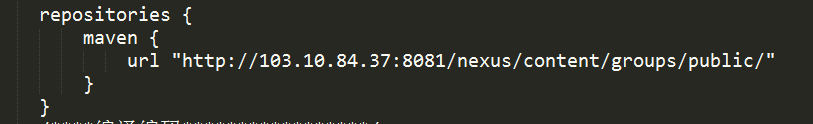 repositories {
maven {
url "http://103.10.84.37:8081/nexus/content/groups/public/"
}
}